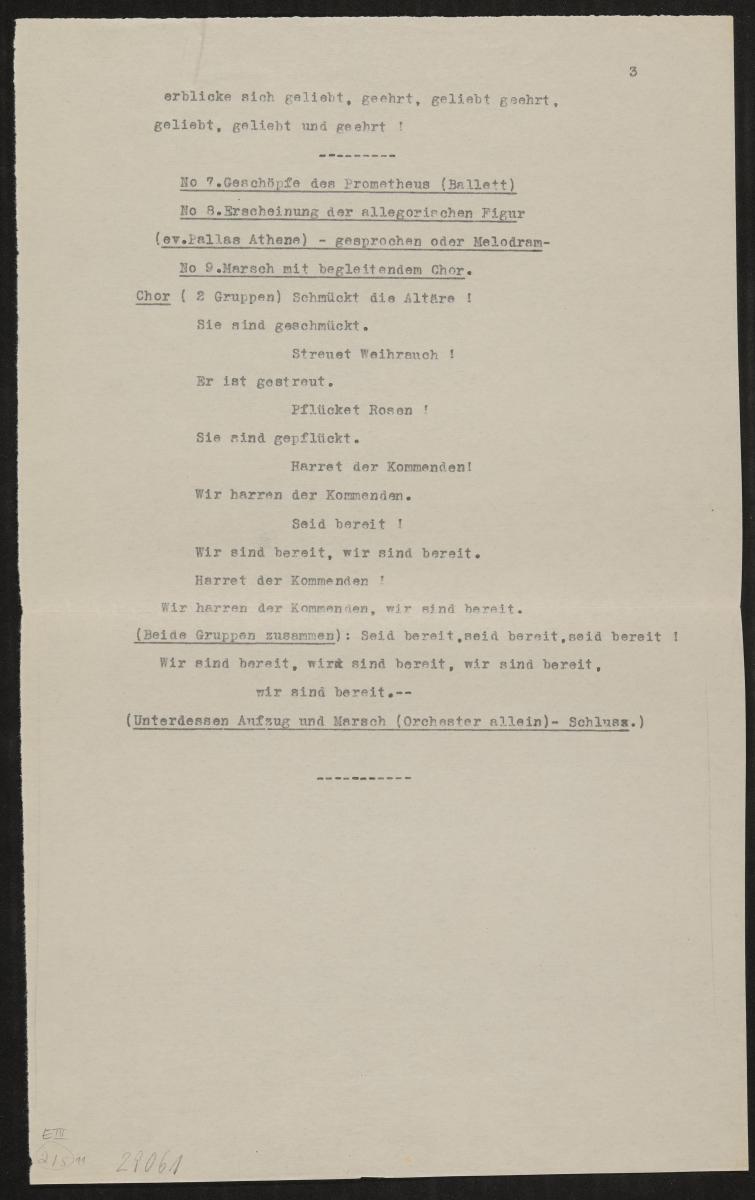 3
erblicke sich geliebt, geehrt, geliebt geehrt,
geliebt, geliebt und geehrt !
---------
No 7.Geschöpfe des Prometheus (Ballett)
No 8.Erscheinung der allegorischen Figur
(ev.Pallas Athene) - gesprochen oder Melodram-
No 9.Marsch mit begleitendem Chor.
Chor ( 2 Gruppen) Schmückt die Altäre !
Sie sind geschmückt.
Streuet Weihrauch !
Er ist gestreut.
Pflücket Rosen !
Sie sind gepflückt.
Harret der Kommenden!
Wir harren der Kommenden.
Seid bereit !
Wir sind bereit, wir sind bereit.
Harret der Kommenden !
Wir harren der Kommenden, wir sind bereit.
(Beide Gruppen zusammen): Seid bereit,seid bereit,seid bereit !
Wir sind bereit, wir sind bereit, wir sind bereit,
wir sind bereit.--
(Unterdessen Aufzug und Marsch (Orchester allein)- Schluss.)
-----------
EIII
215 11
29061